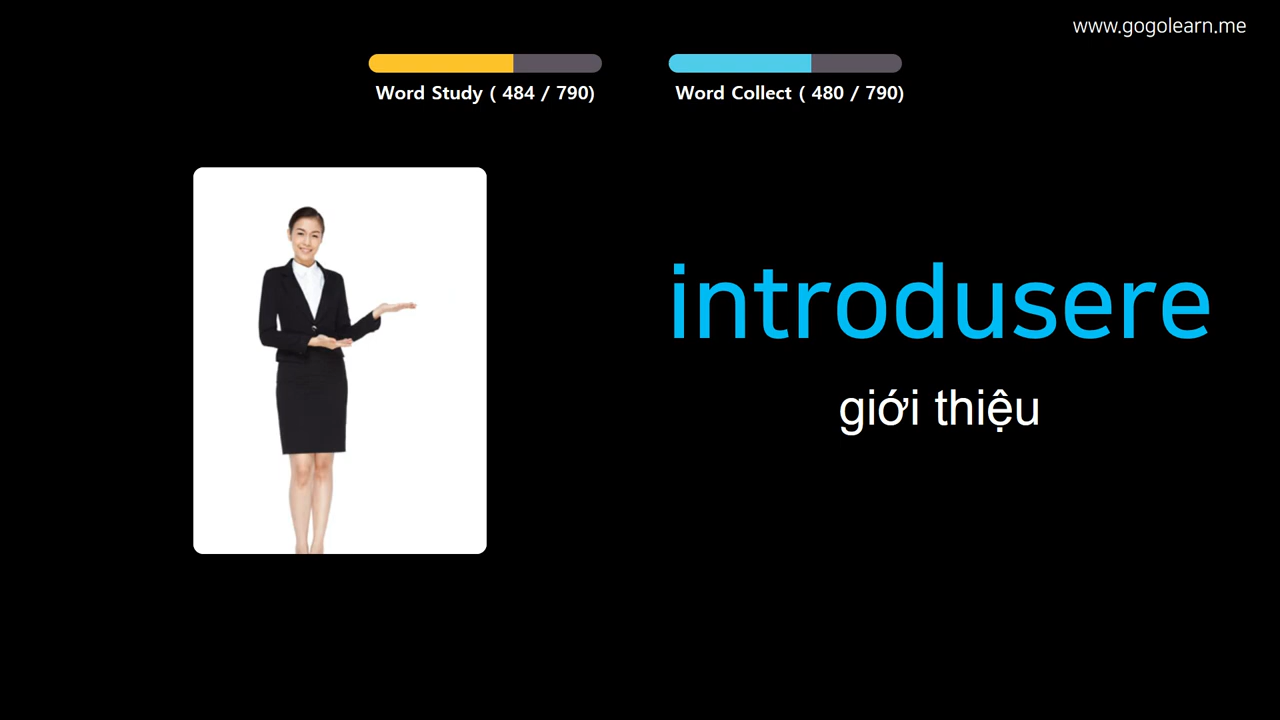 www.gogolearn.me
Word Study ( 484 / 790)
Word Collect ( 480 / 790)
introdusere
giới thiệu